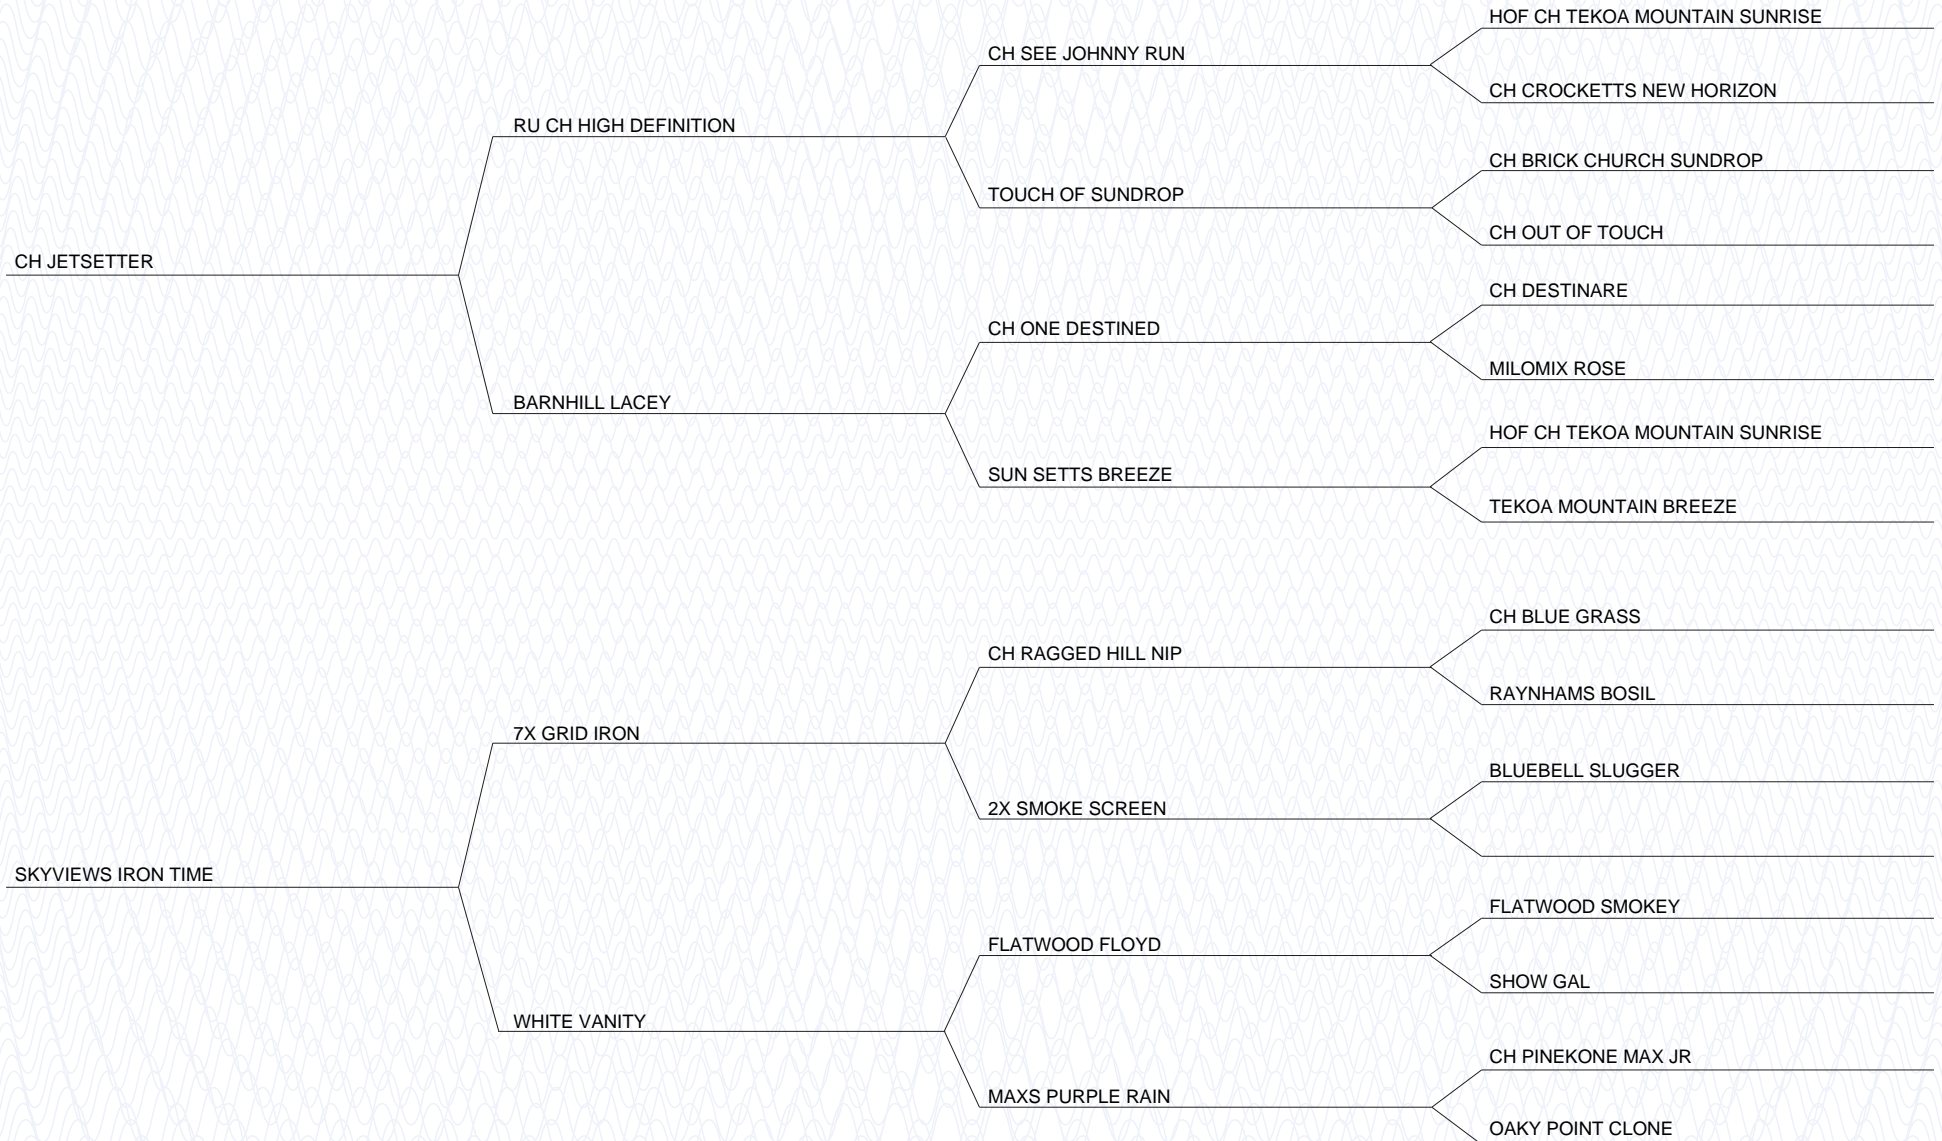 HOF CH TEKOA MOUNTAIN SUNRISE
CH SEE JOHNNY RUN
CH CROCKETTS NEW HORIZON
RU CH HIGH DEFINITION
CH BRICK CHURCH SUNDROP
TOUCH OF SUNDROP
CH OUT OF TOUCH
CH JETSETTER
CH DESTINARE
CH ONE DESTINED
MILOMIX ROSE
BARNHILL LACEY
HOF CH TEKOA MOUNTAIN SUNRISE
SUN SETTS BREEZE
TEKOA MOUNTAIN BREEZE
CH BLUE GRASS
CH RAGGED HILL NIP
RAYNHAMS BOSIL
7X GRID IRON
BLUEBELL SLUGGER
2X SMOKE SCREEN
SKYVIEWS IRON TIME
FLATWOOD SMOKEY
FLATWOOD FLOYD
SHOW GAL
WHITE VANITY
CH PINEKONE MAX JR
MAXS PURPLE RAIN
OAKY POINT CLONE